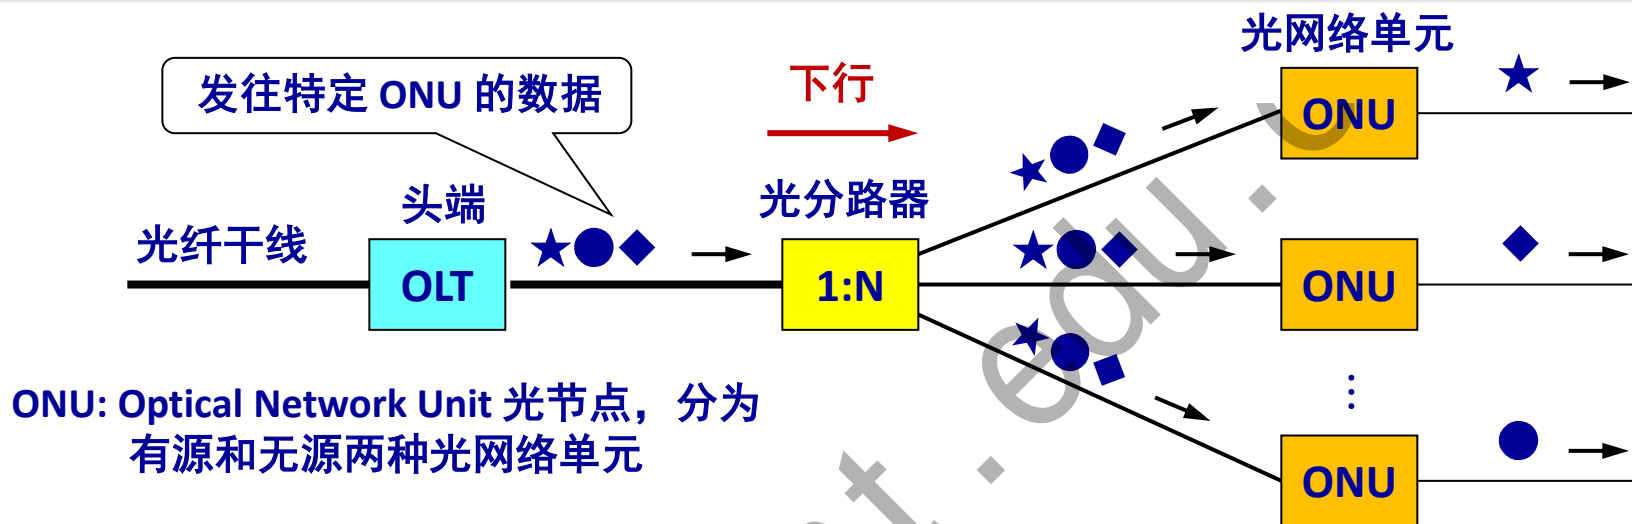 光网络单元
发往特定 ONU 的数据
下行
ONU
头端
光分路器
光纤干线
OLT
1:N
ONU
ONU: Optical Network Unit 光节点，分为
有源和无源两种光网络单元
⋮
ONU
t.edu.c